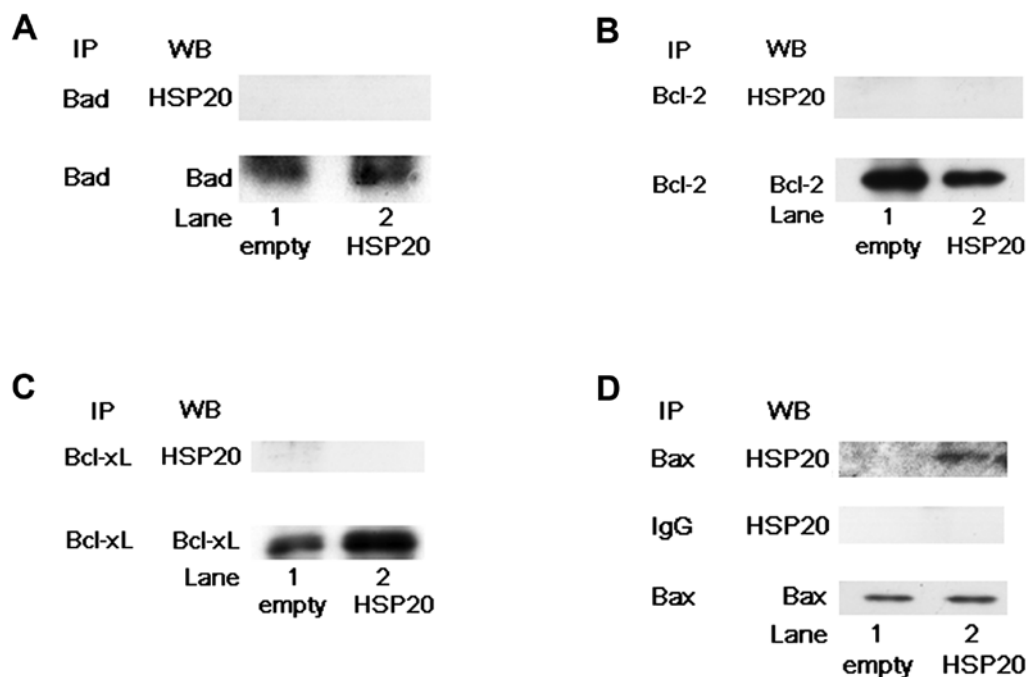 A
IP WB
Bad HSP20
Bad Bad
Lane 1 2
empty HSP20
B
IP WB
Bcl-2 HSP20
Bcl-2 Bcl-2
Lane 1 2
empty HSP20
C
IP WB
Bcl-xL HSP20
Bcl-xL Bcl-xL
Lane 1 2
empty HSP20
D
IP WB
Bax HSP20
IgG HSP20
Bax Bax
Lane 1 2
empty HSP20